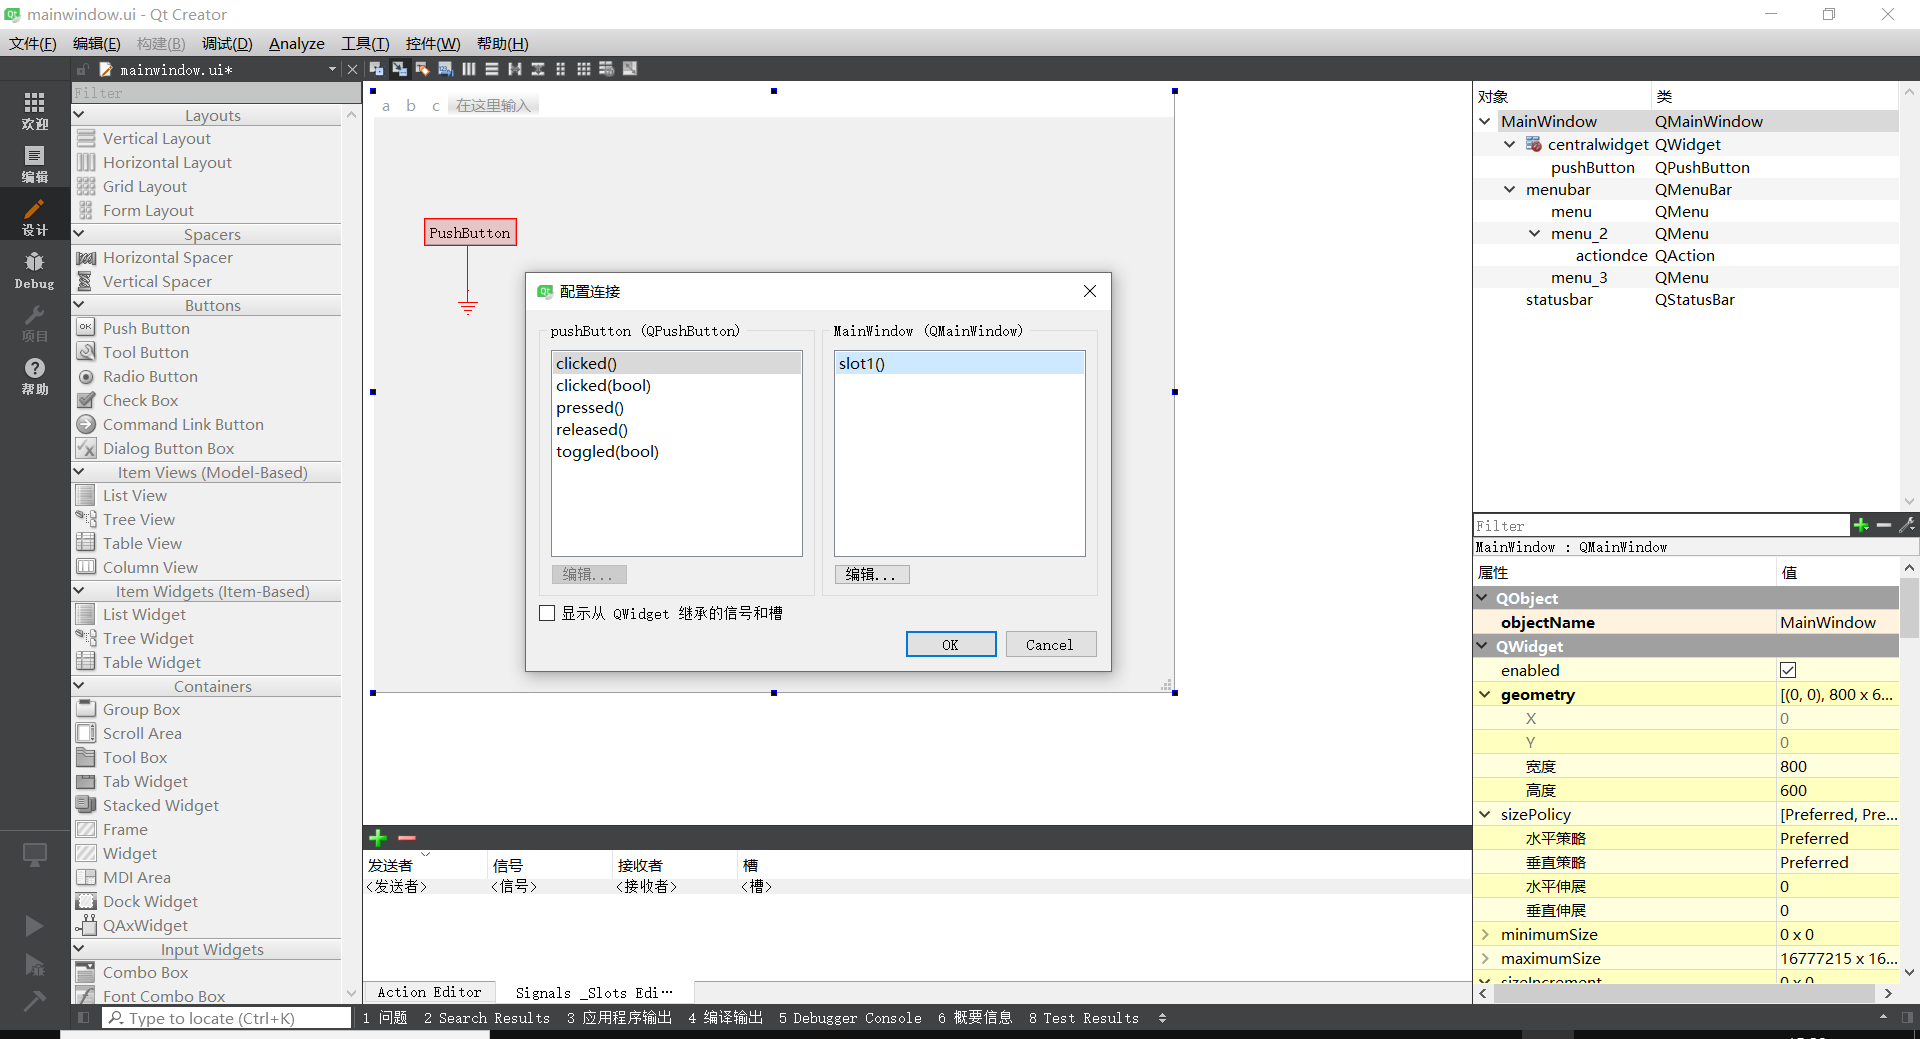 mainwindow.ui - Qt Creator
文件(F) 编辑(E) 构建(B) 调试(D) Analyze 工具(T) 控件(W) 帮助(H)
mainwindow.ui*
Filter
欢迎
编辑
设计
Debug
项目
帮助
Layouts
Vertical Layout
Horizontal Layout
Grid Layout
Form Layout
Spacers
Horizontal Spacer
Vertical Spacer
Buttons
Push Button
Tool Button
Radio Button
Check Box
Command Link Button
Dialog Button Box
Item Views (Model-Based)
List View
Tree View
Table View
Column View
Item Widgets (Item-Based)
List Widget
Tree Widget
Table Widget
Containers
Group Box
Scroll Area
Tool Box
Tab Widget
Stacked Widget
Frame
Widget
MDI Area
Dock Widget
QAxWidget
Input Widgets
Combo Box
Font Combo Box
a b c 在这里输入
PushButton
配置连接
pushButton (QPushButton)
clicked()
clicked(bool)
pressed()
released()
toggled(bool)
编辑...
MainWindow (QMainWindow)
slot1()
编辑...
显示从 QWidget 继承的信号和槽
OK Cancel
发送者 信号 接收者 槽
<发送者> <信号> <接收者> <槽>
Action Editor Signals _Slots Edi…
对象 类
MainWindow QMainWindow
centralwidget QWidget
pushButton QPushButton
menubar QMenuBar
menu QMenu
menu_2 QMenu
actiondce QAction
menu_3 QMenu
statusbar QStatusBar
Filter
MainWindow : QMainWindow
属性 值
QObject
objectName MainWindow
QWidget
enabled
geometry [(0, 0), 800 x 6...
X 0
Y 0
宽度 800
高度 600
sizePolicy [Preferred, Pre...
水平策略 Preferred
垂直策略 Preferred
水平伸展 0
垂直伸展 0
minimumSize 0 x 0
maximumSize 16777215 x 16...
sizeIncrement 0 x 0
Type to locate (Ctrl+K) 1 问题 2 Search Results 3 应用程序输出 4 编译输出 5 Debugger Console 6 概要信息 8 Test Results